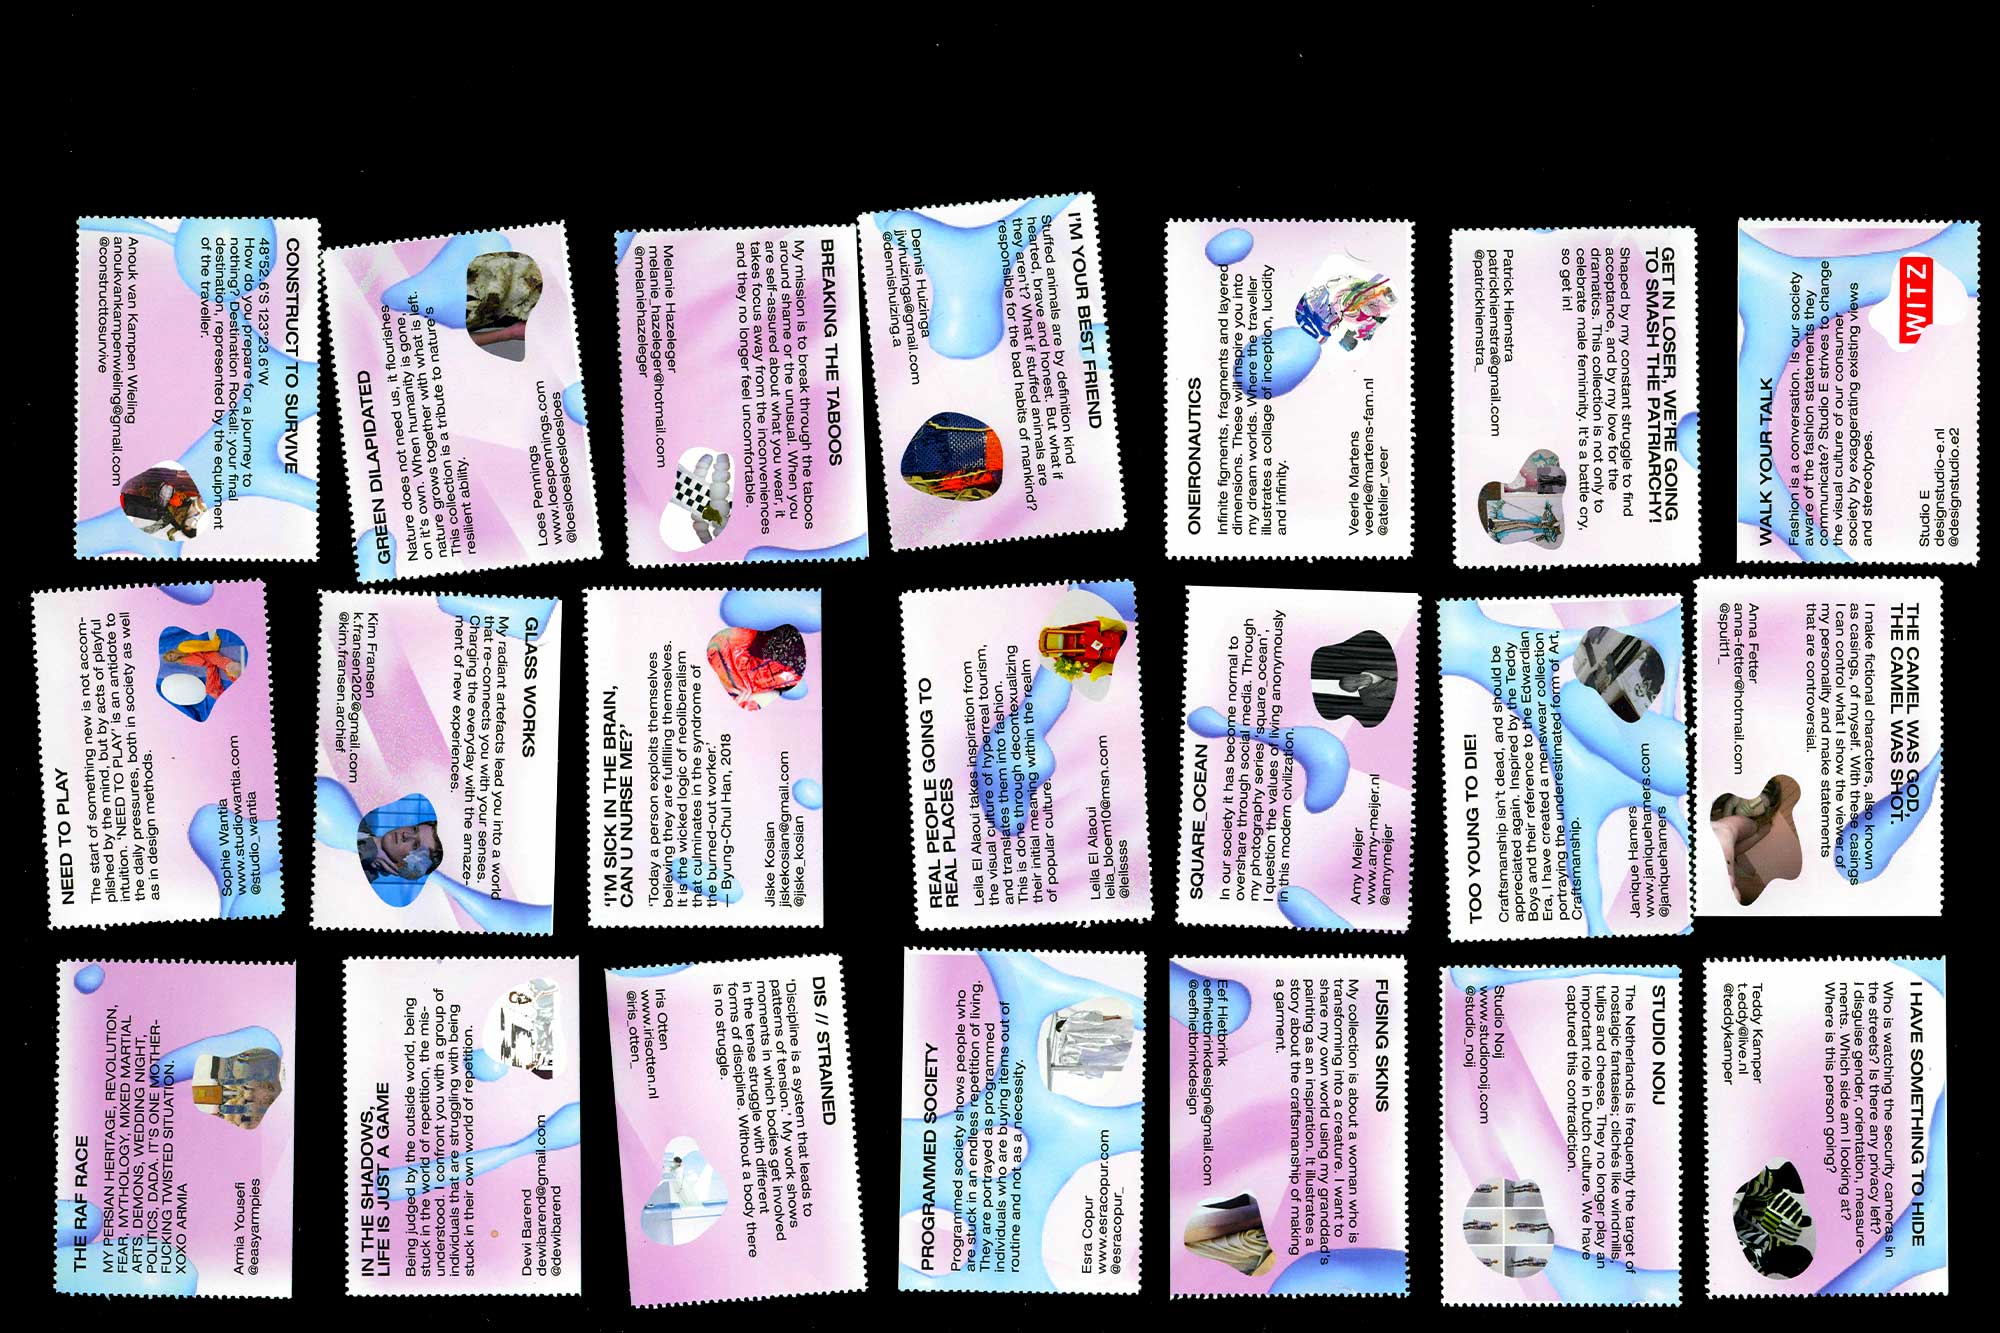 CONSTRUCT TO SURVIVE
48°52.6'S 123°23.6'W
How do you prepare for a journey to
nothing? Destination Rockall: your final
destination, represented by the equipment
of the traveller.
Anouk van Kampen Wieling
anoukvankampenwieling@gmail.com
@constructtosurvive
GREEN DILAPIDATED
Nature does not need us, it flourishes
on it's own. When humanity is gone,
nature grows together with what is left.
This collection is a tribute to nature's
resilient ability.
Loes Pennings
www.loespennings.com
@loesloesloesloesloes
BREAKING THE TABOOS
My mission is to break through the taboos
around shame or the unusual. When you
are self-assured about what you wear, it
takes focus away from the inconveniences
and they no longer feel uncomfortable.
Melanie Hazeleger
melanie_hazeleger@hotmail.com
@melaniehazeleger
I'M YOUR BEST FRIEND
Stuffed animals are by definition kind
hearted, brave and honest. But what if
they aren't? What if stuffed animals are
responsible for the bad habits of mankind?
Dennis Huizinga
jjwhuizinga@gmail.com
@dennishuizing.a
ONEIRONAUTICS
Infinite figments, fragments and layered
dimensions. These will inspire you into
my dream worlds. Where the traveller
illustrates a collage of inception, lucidity
and infinity.
Veerle Martens
veerle@martens-fam.nl
@atelier_veer
GET IN LOSER, WE'RE GOING
TO SMASH THE PATRIARCHY!
Shaped by my constant struggle to find
acceptance, and by my love for the
dramatics. This collection is not only to
celebrate male femininity. It's a battle cry,
so get in!
Patrick Hiemstra
patrickhiemstra@gmail.com
@patrickhiemstra_
WALK YOUR TALK
Fashion is a conversation. Is our society
aware of the fashion statements they
communicate? Studio E strives to change
the visual culture of our consumer
society by exaggerating existing views
and stereotypes.
Studio E
designstudio-e.nl
@designstudio.e2
WITZ
NEED TO PLAY
The start of something new is not accom-
plished by the mind, but by acts of playful
intuition. 'NEED TO PLAY' is an antidote to
the daily pressures, both in society as well
as in design methods.
Sophie Wantia
www.studiowantia.com
@studio_wantia
GLASS WORKS
My radiant artefacts lead you into a world
that re-connects you with your senses.
Charging the everyday with the amaze-
ment of new experiences.
Kim Fransen
k.fransen2020@gmail.com
@kim.fransen.archief
'I'M SICK IN THE BRAIN,
CAN U NURSE ME?'
'Today a person exploits themselves
believing they are fulfilling themselves.
It is the wicked logic of neoliberalism
that culminates in the syndrome of
the burned-out worker.'
— Byung-Chul Han, 2018
Jiske Kosian
jiskekosian@gmail.com
@jiske_kosian
REAL PEOPLE GOING TO
REAL PLACES
Leila El Alaoui takes inspiration from
the visual culture of hyperreal tourism,
and translates them into fashion.
This is done through decontexualizing
their initial meaning within the realm
of popular culture.
Leila El Alaoui
leila_bloem10@msn.com
@leilssss
SQUARE_OCEAN
In our society it has become normal to
overshare through social media. Through
my photography series 'square_ocean',
I question the values of living anonymously
in this modern civilization.
Amy Meijer
www.amy-meijer.nl
@amymeijer
TOO YOUNG TO DIE!
Craftsmanship isn't dead, and should be
appreciated again. Inspired by the Teddy
Boys and their reference to the Edwardian
Era, I have created a menswear collection
portraying the underestimated form of Art,
Craftsmanship.
Janbju Hamers
www.janbjuhamers.com
@janbjuhamers
THE CAMEL WAS GOD,
THE CAMEL WAS SHOT.
I make fictional characters, also known
as casings, of myself. With these casings
I can control what I show the viewer of
my personality and make statements
that are controversial.
Anna Fetter
anna-fetter@hotmail.com
@spuit11_
THE RAF RACE
MY PERSIAN HERITAGE, REVOLUTION,
FEAR, MYTHOLOGY, MIXED MARTIAL
ARTS, DEMONS, WEDDING NIGHT,
POLITICS, DADA. IT'S ONE MOTHER-
FUCKING TWISTED SITUATION.
XOXO ARMIA
Armia Yousefi
@easyarmpies
IN THE SHADOWS,
LIFE IS JUST A GAME
Being judged by the outside world, being
stuck in the world of repetition, the mis-
understood. I confront you with a group of
individuals that are struggling with being
stuck in their own world of repetition.
Dewi Barend
dewibarend@gmail.com
@dewibarend
DIS // STRAINED
'Discipline is a system that leads to
patterns of tension.' My work shows
moments in which bodies get involved
in the tense struggle with different
forms of discipline. Without a body there
is no struggle.
Iris Otten
www.irisotten.nl
@iris_otten_
PROGRAMMED SOCIETY
Programmed society shows people who
are stuck in an endless repetition of living.
They are portrayed as programmed
individuals who are buying items out of
routine and not as a necessity.
Esra Copur
www.esracopur.com
@esracopur_
FUSING SKINS
My collection is about a woman who is
transforming into a creature. I want to
share my own world using my granddad's
painting as an inspiration. It illustrates a
story about the craftsmanship of making
a garment.
Eef Hietbrink
eefhietbrinkdesign@gmail.com
@eefhietbrinkdesign
STUDIO NOIJ
The Netherlands is frequently the target of
nostalgic fantasies; clichés like windmills,
tulips and cheese. They no longer play an
important role in Dutch culture. We have
captured this contradiction.
Studio Noij
www.studionoij.com
@studio_noij
I HAVE SOMETHING TO HIDE
Who is watching the security cameras in
the streets? Is there any privacy left?
I disguise gender, orientation, measure-
ments. Which side am I looking at?
Where is this person going?
Teddy Kamper
t.eddy@live.nl
@teddykamper